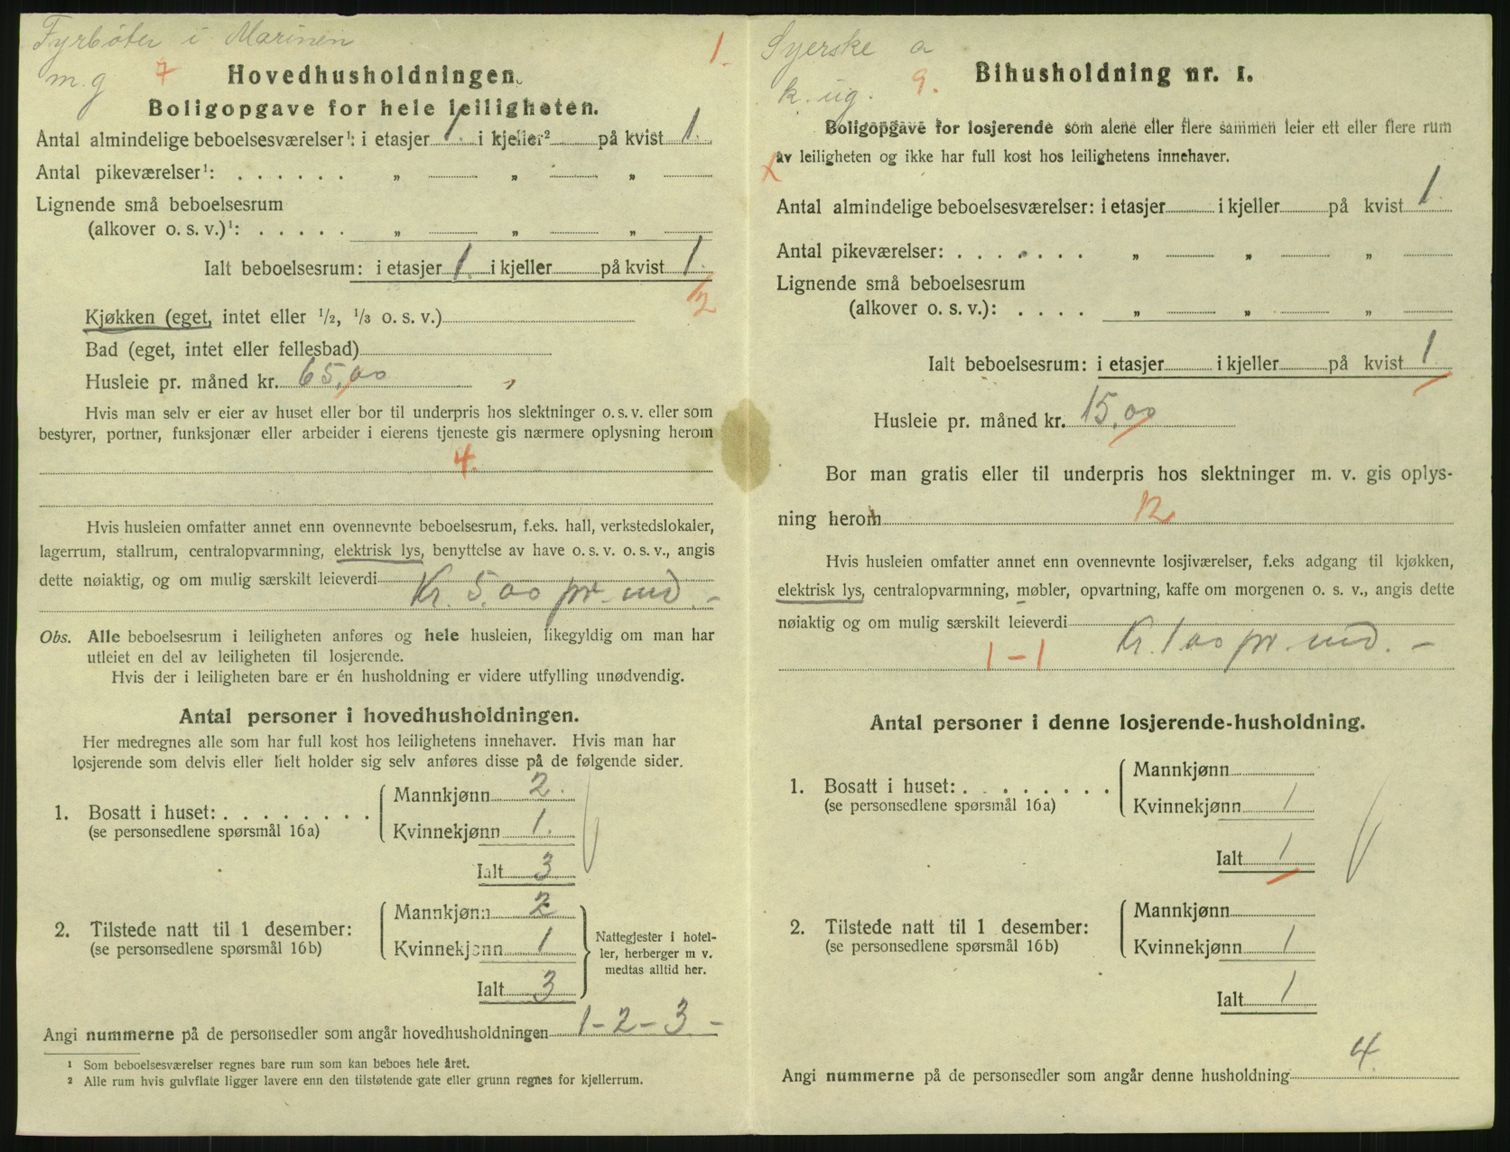 Fyrbøter i Marinen
m. g 7 1.
Hovedhusholdningen.
Boligopgave for hele leiligheten.
Antal almindelige beboelsesværelser¹: i etasjer 1. i kjeller² på kvist 1.
Antal pikeværelser¹: . . . . . . „ „ „
Lignende små beboelsesrum
(alkover o. s. v.)¹: . . . . . „ „ „
Ialt beboelsesrum: i etasjer 1. i kjeller på kvist 1.
1/2
Kjøkken (eget, intet eller 1/2, 1/3 o. s. v.)
Bad (eget, intet eller fellesbad)
Husleie pr. måned kr. 65,00
Hvis man selv er eier av huset eller bor til underpris hos slektninger o. s. v. eller som
bestyrer, portner, funksjonær eller arbeider i eierens tjeneste gis nærmere oplysning herom
4.
Hvis husleien omfatter annet enn ovennevnte beboelsesrum, f.eks. hall, verkstedslokaler,
lagerrum, stallrum, centralopvarmning, elektrisk lys, benyttelse av have o. s. v. o. s. v., angis
dette nøiaktig, og om mulig særskilt leieverdi Kr. 5,00 pr. md. -
Obs. Alle beboelsesrum i leiligheten anføres og hele husleien, likegyldig om man har
utleiet en del av leiligheten til losjerende.
Hvis der i leiligheten bare er én husholdning er videre utfylling unødvendig.
Antal personer i hovedhusholdningen.
Her medregnes alle som har full kost hos leilighetens innehaver. Hvis man har
losjerende som delvis eller helt holder sig selv anføres disse på de følgende sider.
1. Bosatt i huset: . . . . . . . . Mannkjønn 2.
(se personsedlene spørsmål 16a) Kvinnekjønn 1.
Ialt 3
2. Tilstede natt til 1 desember: Mannkjønn 2
(se personsedlene spørsmål 16b) Kvinnekjønn 1
Ialt 3
Nattegjester i hotel-
ler, herberger m v.
medtas alltid her.
Angi nummerne på de personsedler som angår hovedhusholdningen 1-2-3-
¹ Som beboelsesværelser regnes bare rum som kan beboes hele året.
² Alle rum hvis gulvflate ligger lavere enn den tilstøtende gate eller grunn regnes for kjellerrum.
Syerske a
k. ug. 9.
Bihusholdning nr. 1.
Boligopgave for losjerende som alene eller flere sammen leier ett eller flere rum
av leiligheten og ikke har full kost hos leilighetens innehaver.
Antal almindelige beboelsesværelser: i etasjer i kjeller på kvist 1
Antal pikeværelser: . . . . . . „ „ „
Lignende små beboelsesrum
(alkover o. s. v.): . . . . „ „ „
Ialt beboelsesrum: i etasjer i kjeller på kvist 1
Husleie pr. måned kr. 15,00
Bor man gratis eller til underpris hos slektninger m. v. gis oplys-
ning herom 12
Hvis husleien omfatter annet enn ovennevnte losjiværelser, f.eks adgang til kjøkken,
elektrisk lys, centralopvarmning, møbler, opvartning, kaffe om morgenen o. s. v., angis dette
nøiaktig og om mulig særskilt leieverdi Kr. 1 00 pr. md. -
1-1
Antal personer i denne losjerende-husholdning.
1. Bosatt i huset: . . . . . . . . Mannkjønn
(se personsedlene spørsmål 16a) Kvinnekjønn 1
Ialt 1
2. Tilstede natt til 1 desember: Mannkjønn
(se personsedlene spørsmål 16b) Kvinnekjønn 1
Ialt 1
Angi nummerne på de personsedler som angår denne husholdning 4.